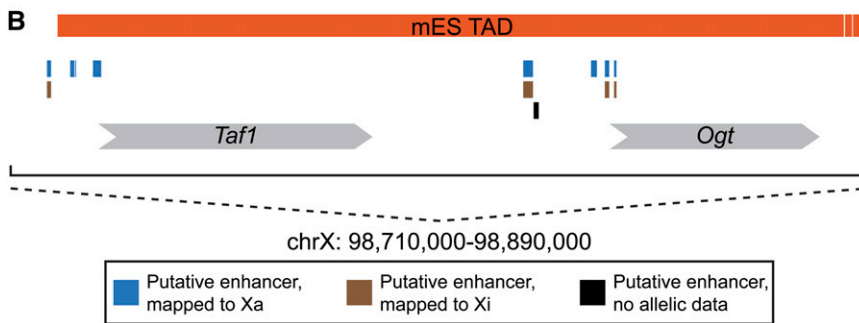 B
mES TAD
Taf1
Ogt
chrX: 98,710,000-98,890,000
Putative enhancer,
mapped to Xa
Putative enhancer,
mapped to Xi
Putative enhancer,
no allelic data